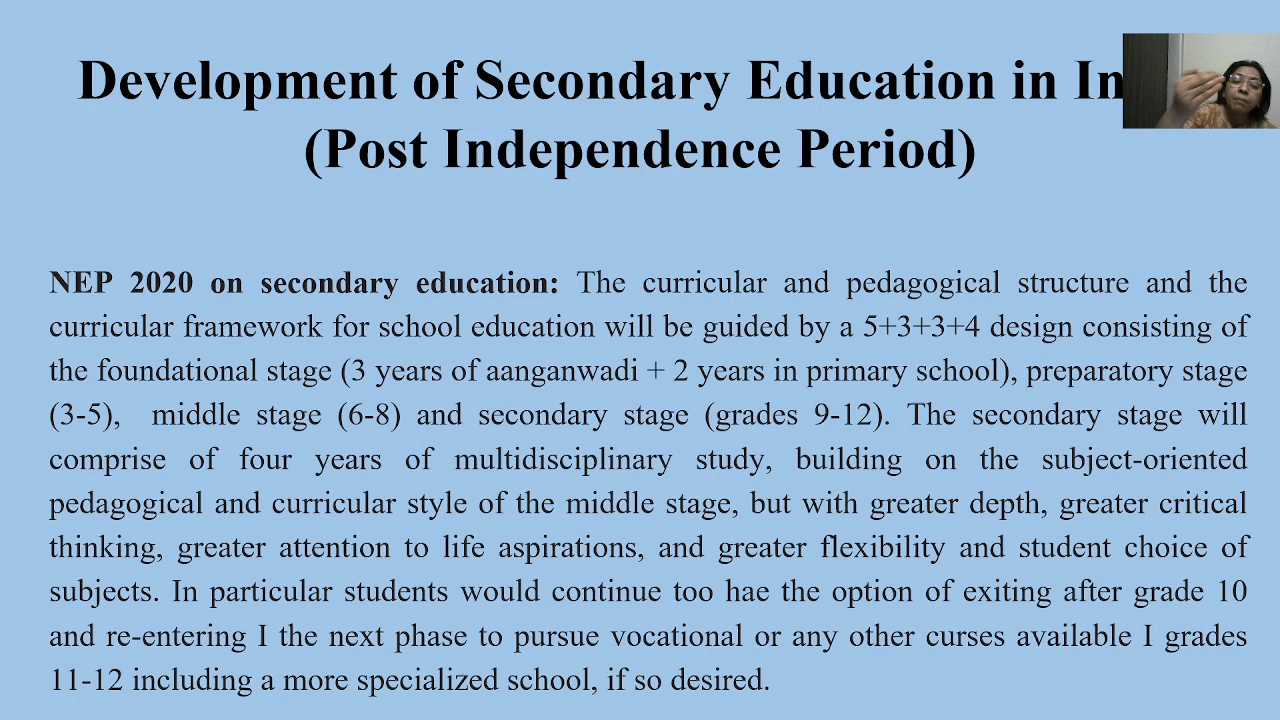 Development of Secondary Education in In
(Post Independence Period)
NEP 2020 on secondary education: The curricular and pedagogical structure and the
curricular framework for school education will be guided by a 5+3+3+4 design consisting of
the foundational stage (3 years of aanganwadi + 2 years in primary school), preparatory stage
(3-5), middle stage (6-8) and secondary stage (grades 9-12). The secondary stage will
comprise of four years of multidisciplinary study, building on the subject-oriented
pedagogical and curricular style of the middle stage, but with greater depth, greater critical
thinking, greater attention to life aspirations, and greater flexibility and student choice of
subjects. In particular students would continue too hae the option of exiting after grade 10
and re-entering I the next phase to pursue vocational or any other curses available I grades
11-12 including a more specialized school, if so desired.